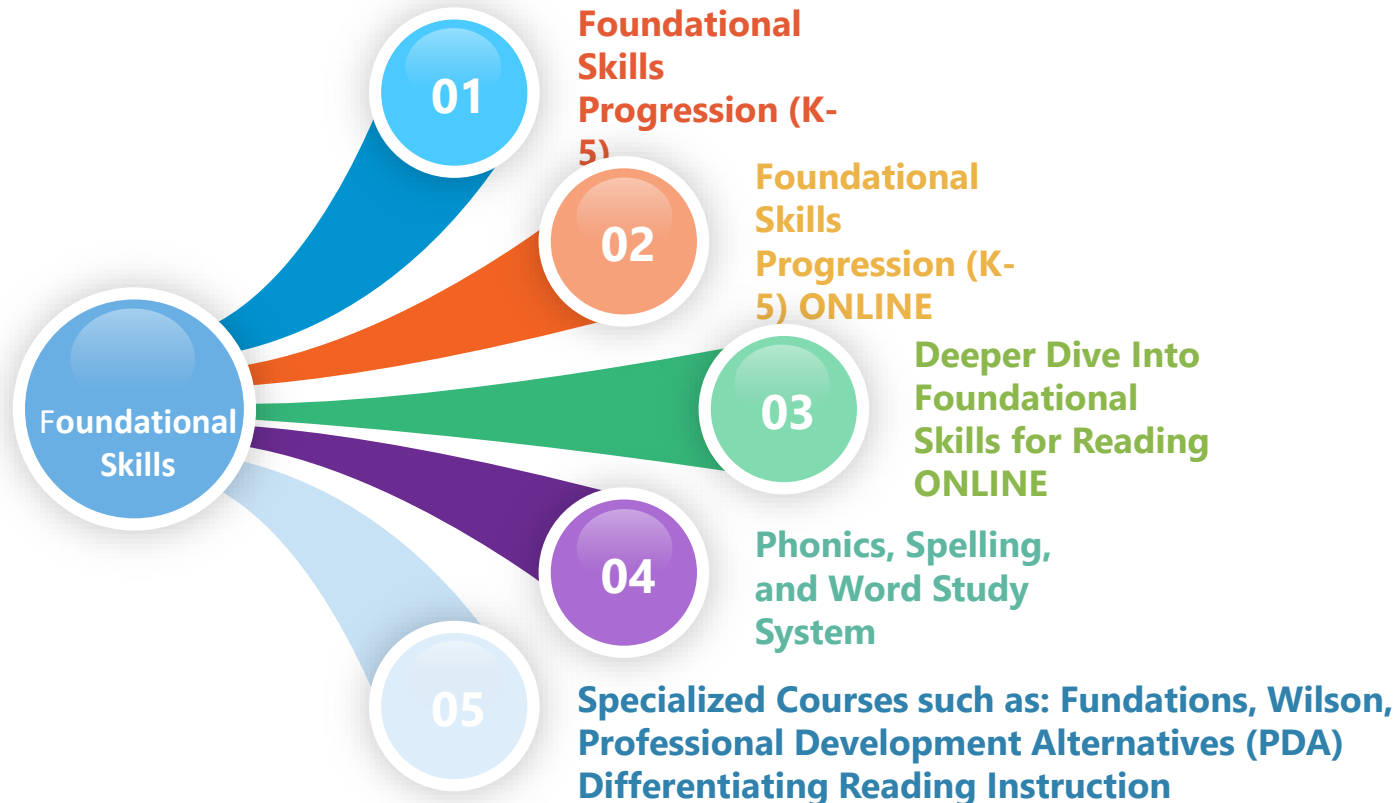 01
Foundational
Skills
Progression (K-
5)
02
Foundational
Skills
Progression (K-
5) ONLINE
Foundational
Skills
03
Deeper Dive Into
Foundational
Skills for Reading
ONLINE
04
Phonics, Spelling,
and Word Study
System
05
Specialized Courses such as: Fundations, Wilson,
Professional Development Alternatives (PDA)
Differentiating Reading Instruction